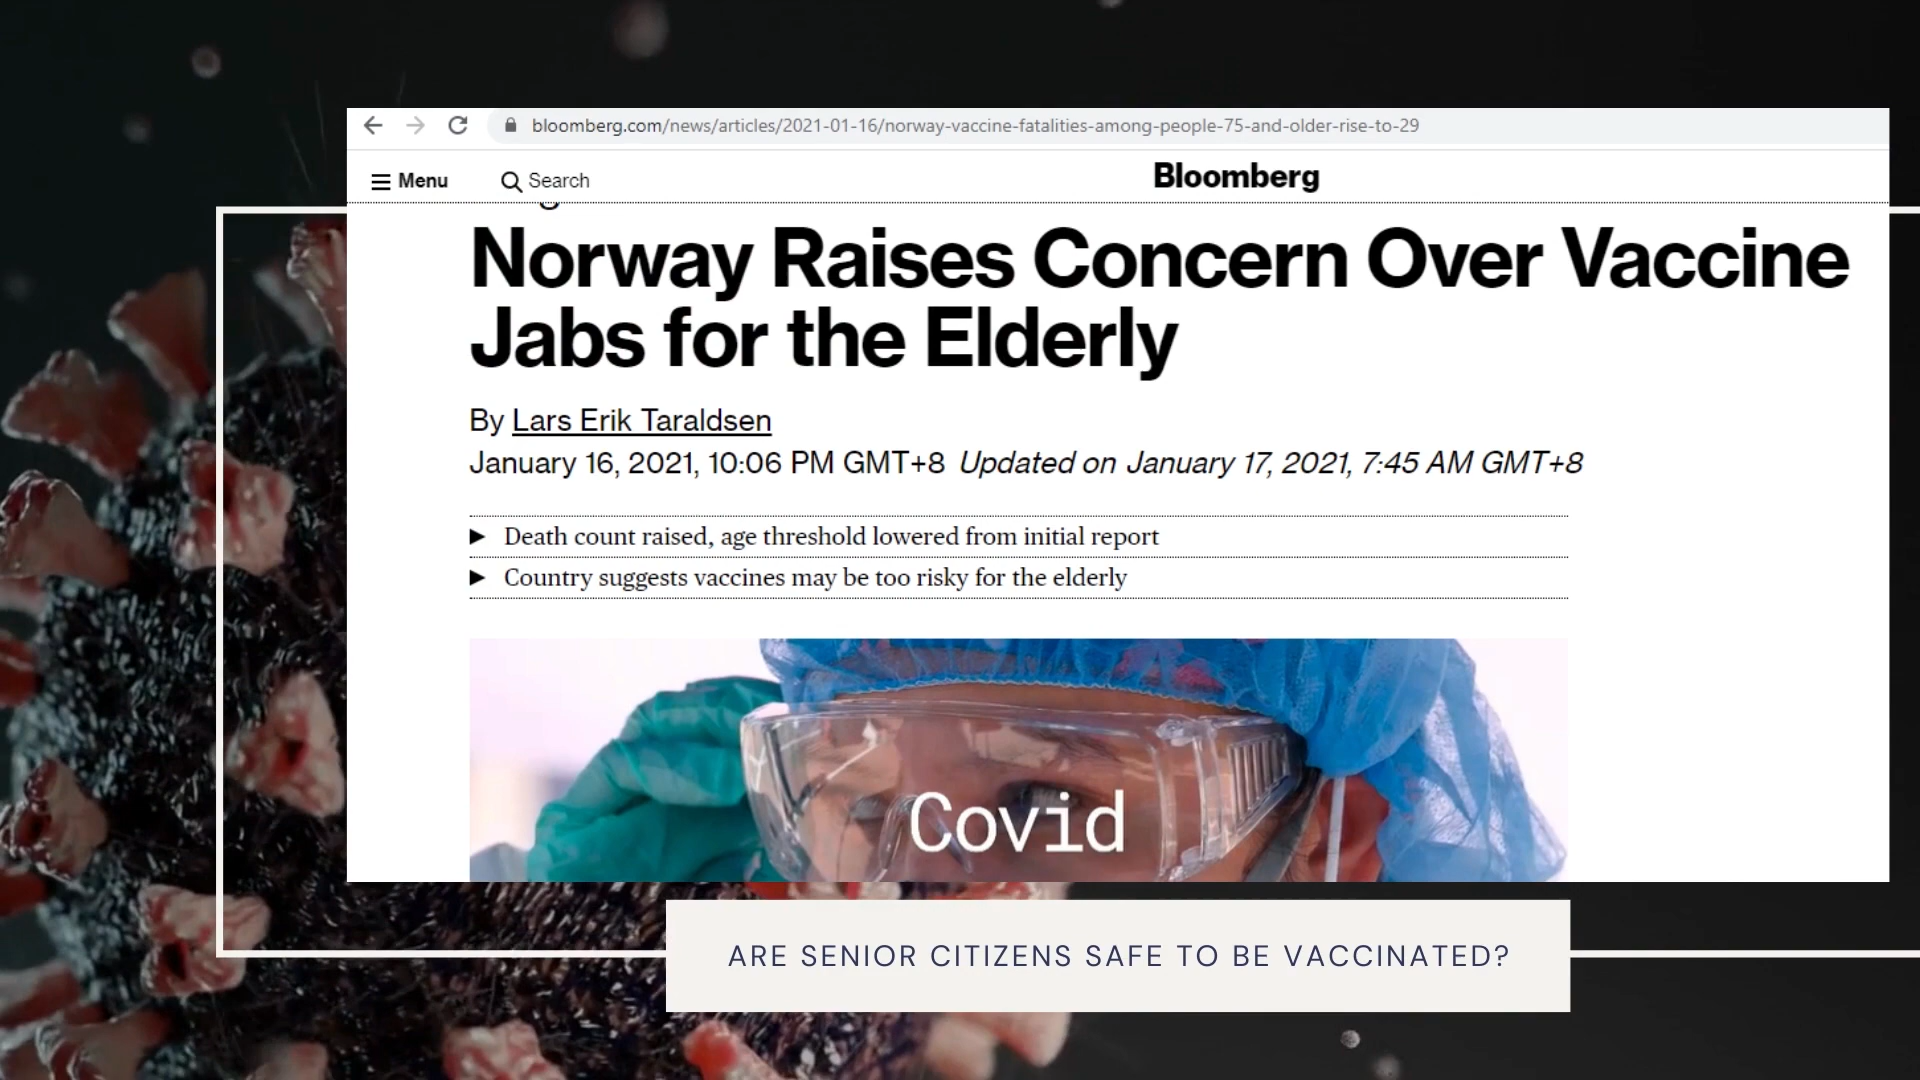 bloomberg.com/news/articles/2021-01-16/norway-vaccine-fatalities-among-people-75-and-older-rise-to-29
Menu
Search
Bloomberg
Norway Raises Concern Over Vaccine
Jabs for the Elderly
By Lars Erik Taraldsen
January 16, 2021, 10:06 PM GMT+8 Updated on January 17, 2021, 7:45 AM GMT+8
Death count raised, age threshold lowered from initial report
Country suggests vaccines may be too risky for the elderly
Covid
ARE SENIOR CITIZENS SAFE TO BE VACCINATED?